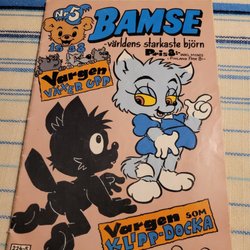 Nr 5
BAMSE
1988
världens starkaste björn
Vargen
VÄXER UPP
Vargen SOM
KLIPP-DOCKA